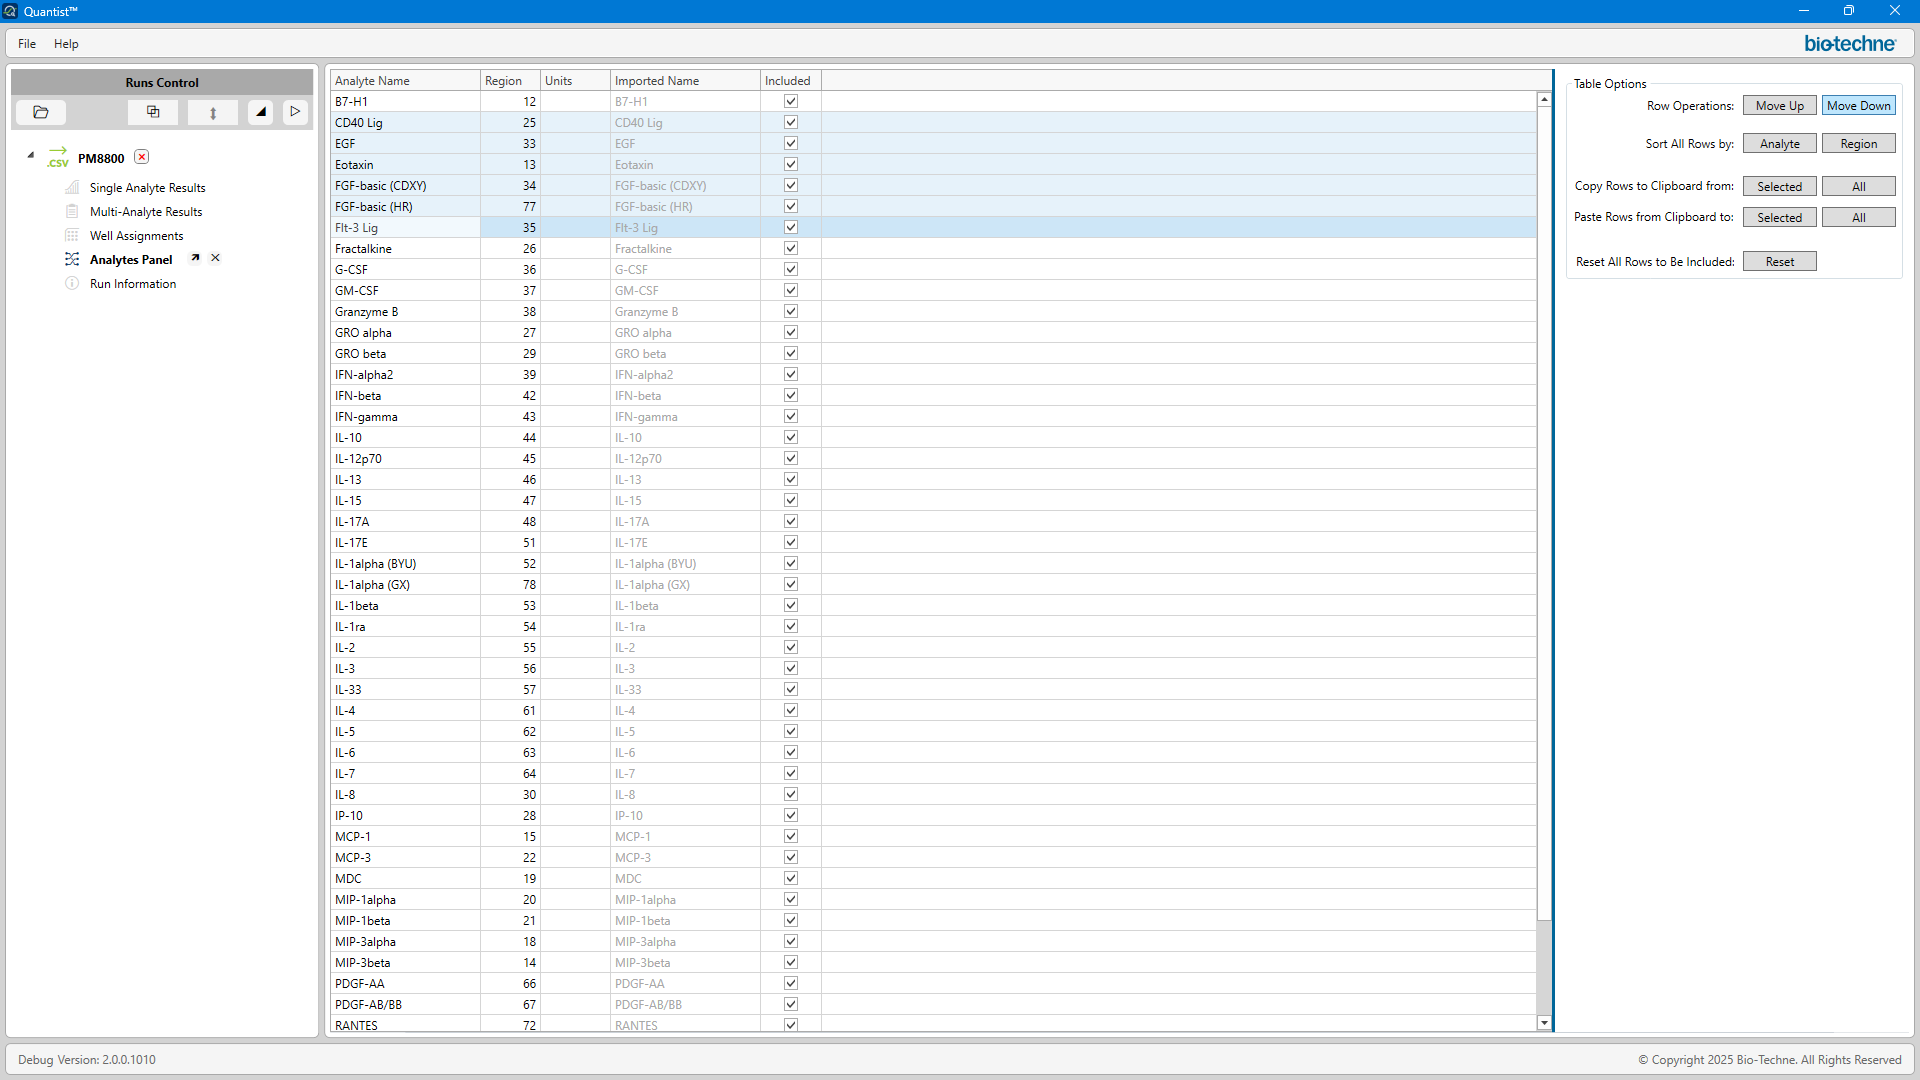 Quantist™
File Help
bio-techne
Runs Control
PM8800
.CSV
Single Analyte Results
Multi-Analyte Results
Well Assignments
Analytes Panel
Run Information
Analyte Name Region Units Imported Name Included
B7-H1 12 B7-H1
CD40 Lig 25 CD40 Lig
EGF 33 EGF
Eotaxin 13 Eotaxin
FGF-basic (CDXY) 34 FGF-basic (CDXY)
FGF-basic (HR) 77 FGF-basic (HR)
Flt-3 Lig 35 Flt-3 Lig
Fractalkine 26 Fractalkine
G-CSF 36 G-CSF
GM-CSF 37 GM-CSF
Granzyme B 38 Granzyme B
GRO alpha 27 GRO alpha
GRO beta 29 GRO beta
IFN-alpha2 39 IFN-alpha2
IFN-beta 42 IFN-beta
IFN-gamma 43 IFN-gamma
IL-10 44 IL-10
IL-12p70 45 IL-12p70
IL-13 46 IL-13
IL-15 47 IL-15
IL-17A 48 IL-17A
IL-17E 51 IL-17E
IL-1alpha (BYU) 52 IL-1alpha (BYU)
IL-1alpha (GX) 78 IL-1alpha (GX)
IL-1beta 53 IL-1beta
IL-1ra 54 IL-1ra
IL-2 55 IL-2
IL-3 56 IL-3
IL-33 57 IL-33
IL-4 61 IL-4
IL-5 62 IL-5
IL-6 63 IL-6
IL-7 64 IL-7
IL-8 30 IL-8
IP-10 28 IP-10
MCP-1 15 MCP-1
MCP-3 22 MCP-3
MDC 19 MDC
MIP-1alpha 20 MIP-1alpha
MIP-1beta 21 MIP-1beta
MIP-3alpha 18 MIP-3alpha
MIP-3beta 14 MIP-3beta
PDGF-AA 66 PDGF-AA
PDGF-AB/BB 67 PDGF-AB/BB
RANTES 72 RANTES
Table Options
Row Operations: Move Up Move Down
Sort All Rows by: Analyte Region
Copy Rows to Clipboard from: Selected All
Paste Rows from Clipboard to: Selected All
Reset All Rows to Be Included: Reset
Debug Version: 2.0.0.1010
© Copyright 2025 Bio-Techne. All Rights Reserved